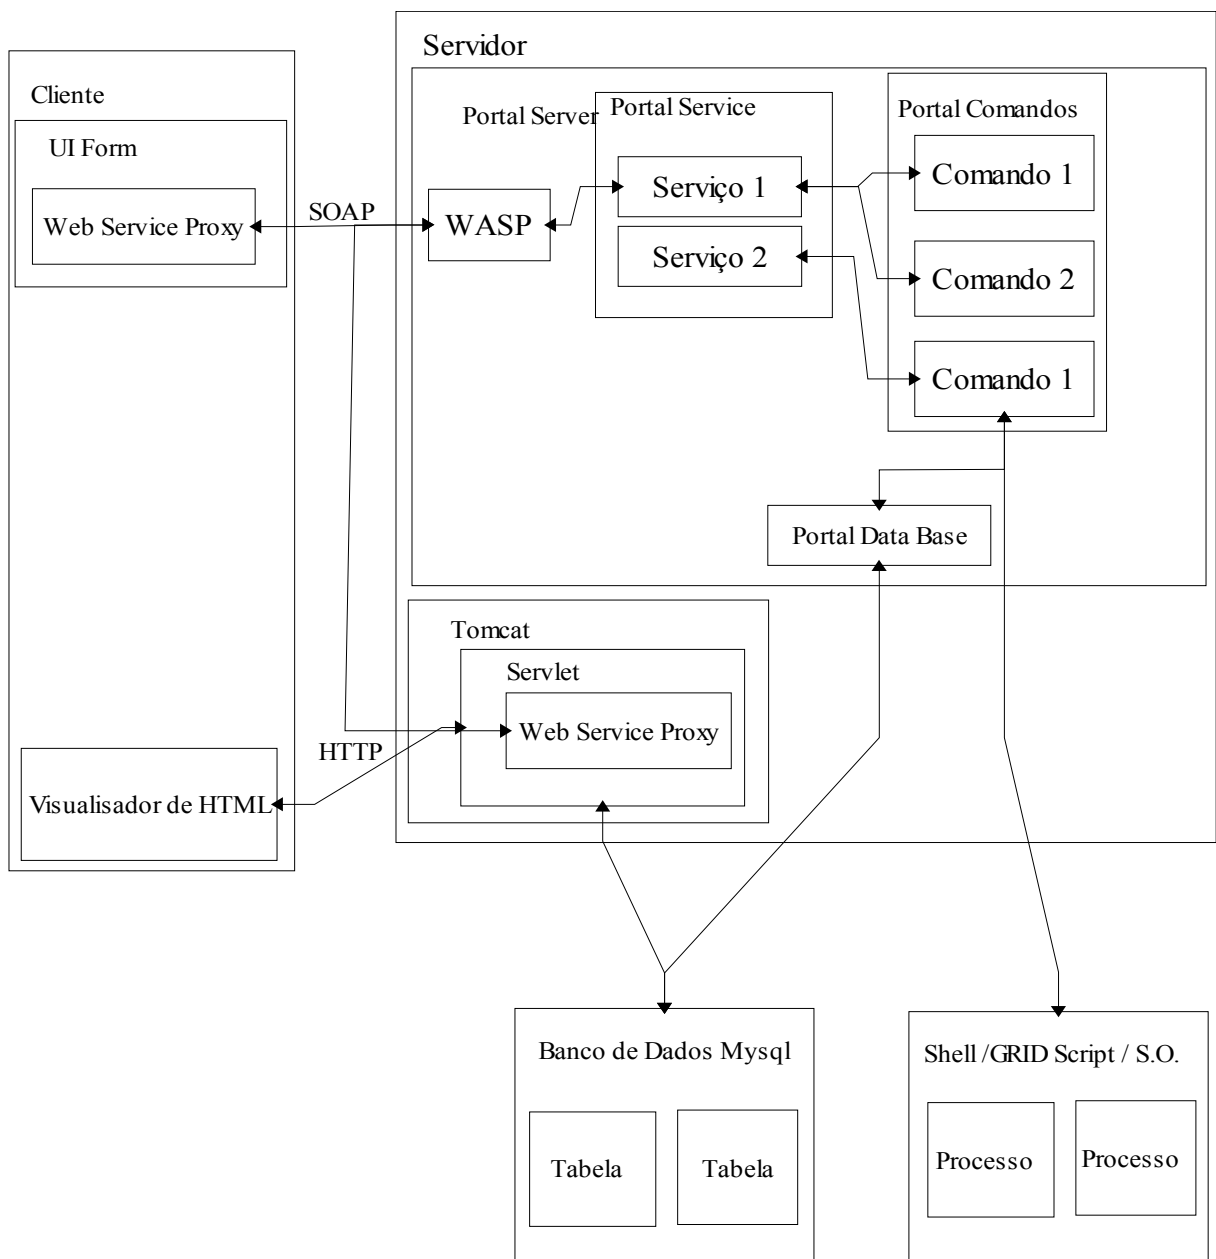 Servidor
Cliente
Portal Server
Portal Service
Portal Comandos
UI Form
Comando 1
Serviço 1
SOAP
Web Service Proxy
WASP
Serviço 2
Comando 2
Comando 1
Portal Data Base
Tomcat
Servlet
Web Service Proxy
HTTP
Visualisador de HTML
Banco de Dados Mysql
Shell /GRID Script / S.O.
Tabela
Tabela
Processo
Processo